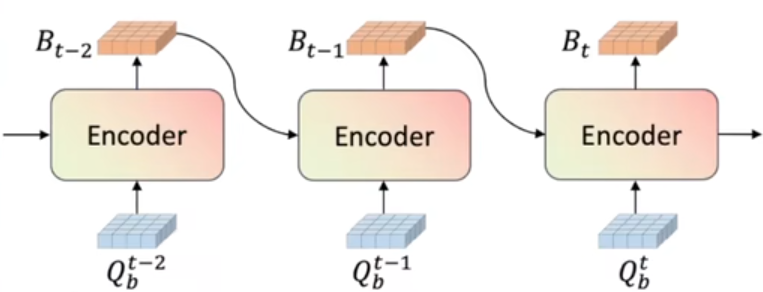 B_{t−2} B_{t−1} B_t
Encoder Encoder Encoder
Q_b^{t−2} Q_b^{t−1} Q_b^t